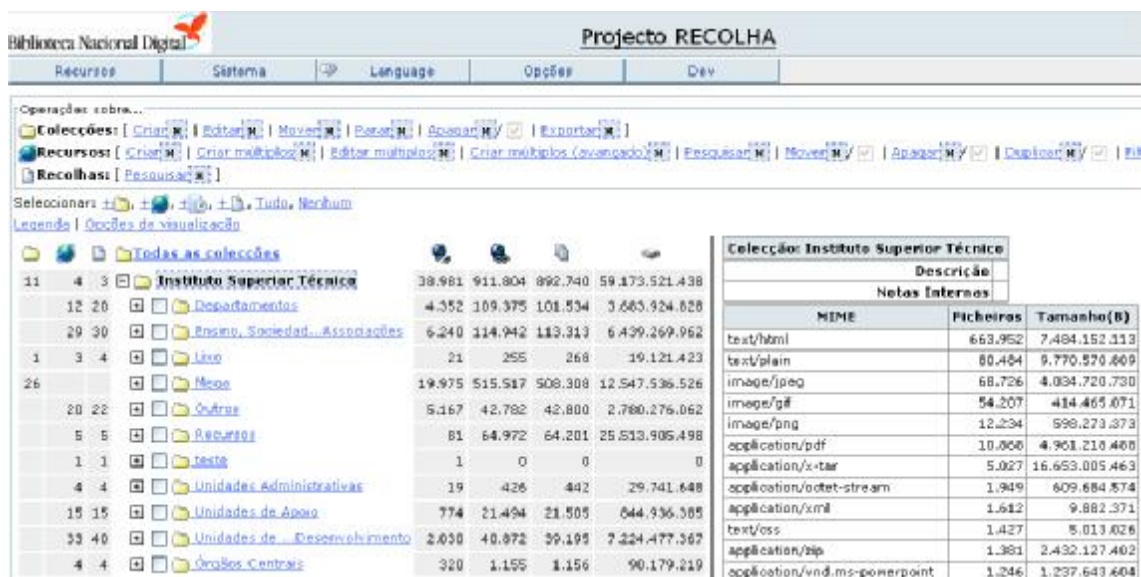 Biblioteca Nacional Digital
Projecto RECOLHA
Recursos Sistema Language Opções Dev
Operações sobre...
Colecções: [ Criar | Editar | Mover | Parar | Apagar / | Exportar ]
Recursos: [ Criar | Criar múltiplos | Editar múltiplos | Criar múltiplos (avançado) | Pesquisar | Mover / | Apagar / | Duplicar / |
Recolhas: [ Pesquisar ]
Seleccionar: ±, ±, ±, ±, Tudo, Nenhum
Legenda | Opções de visualização
Todas as colecções
11 4 3 Instituto Superior Técnico 38.981 911.804 892.740 59.173.521.438
12 20 Departamentos 4.352 109.375 101.534 3.683.924.828
29 30 Ensino, Sociedad...Associações 6.240 114.942 113.313 6.439.269.962
1 3 4 Lixo 21 255 268 19.121.423
26 Mega 19.975 515.517 508.308 12.547.536.526
20 22 Outros 5.167 42.782 42.800 2.780.276.062
5 5 Recursos 81 64.972 64.201 25.513.905.498
1 1 teste 1 0 0 0
4 4 Unidades Administrativas 19 426 442 29.741.648
15 15 Unidades de Apoio 774 21.494 21.505 844.936.385
33 40 Unidades de ...Desenvolvimento 2.030 40.872 39.195 7.224.477.367
4 4 Órgãos Centrais 320 1.155 1.156 90.179.219
Colecção: Instituto Superior Técnico
Descrição
Notas Internas
MIME Ficheiros Tamanho(B)
text/html 663.952 7.484.152.113
text/plain 80.484 9.770.570.809
image/jpeg 68.726 4.034.720.730
image/gif 54.207 414.465.071
image/png 12.234 598.273.373
application/pdf 10.868 4.961.218.488
application/x-tar 5.027 16.653.005.463
application/octet-stream 1.949 609.684.574
application/xml 1.612 9.882.371
text/css 1.427 5.013.026
application/zip 1.381 2.432.127.402
application/vnd.ms-powerpoint 1.246 1.237.643.604